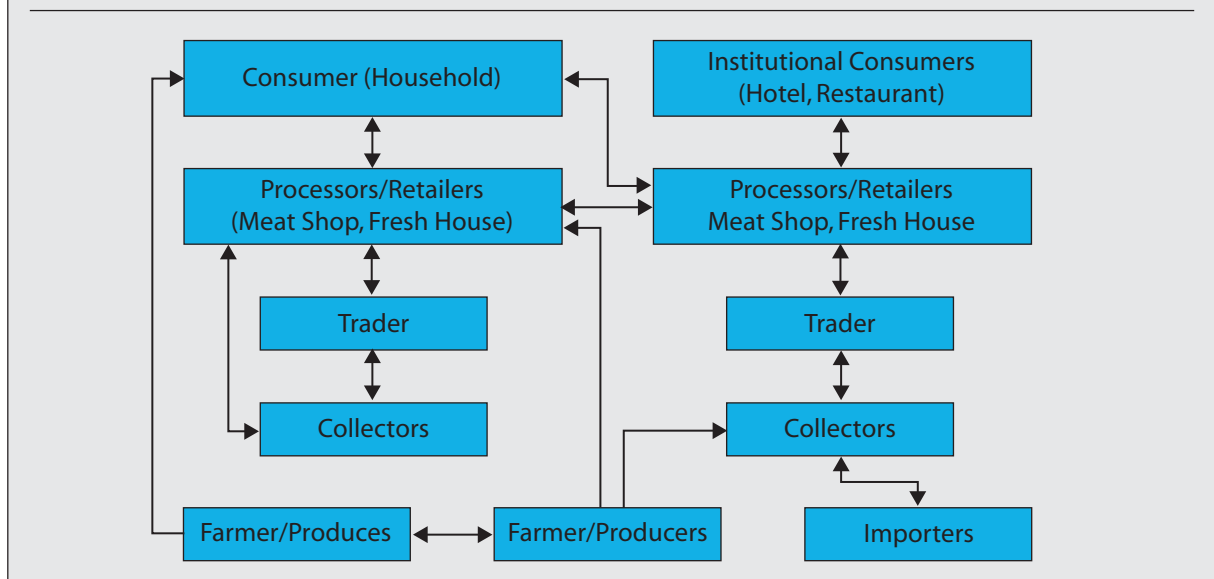 Consumer (Household)
Institutional Consumers
(Hotel, Restaurant)
Processors/Retailers
(Meat Shop, Fresh House)
Processors/Retailers
Meat Shop, Fresh House
Trader
Trader
Collectors
Collectors
Farmer/Produces
Farmer/Producers
Importers